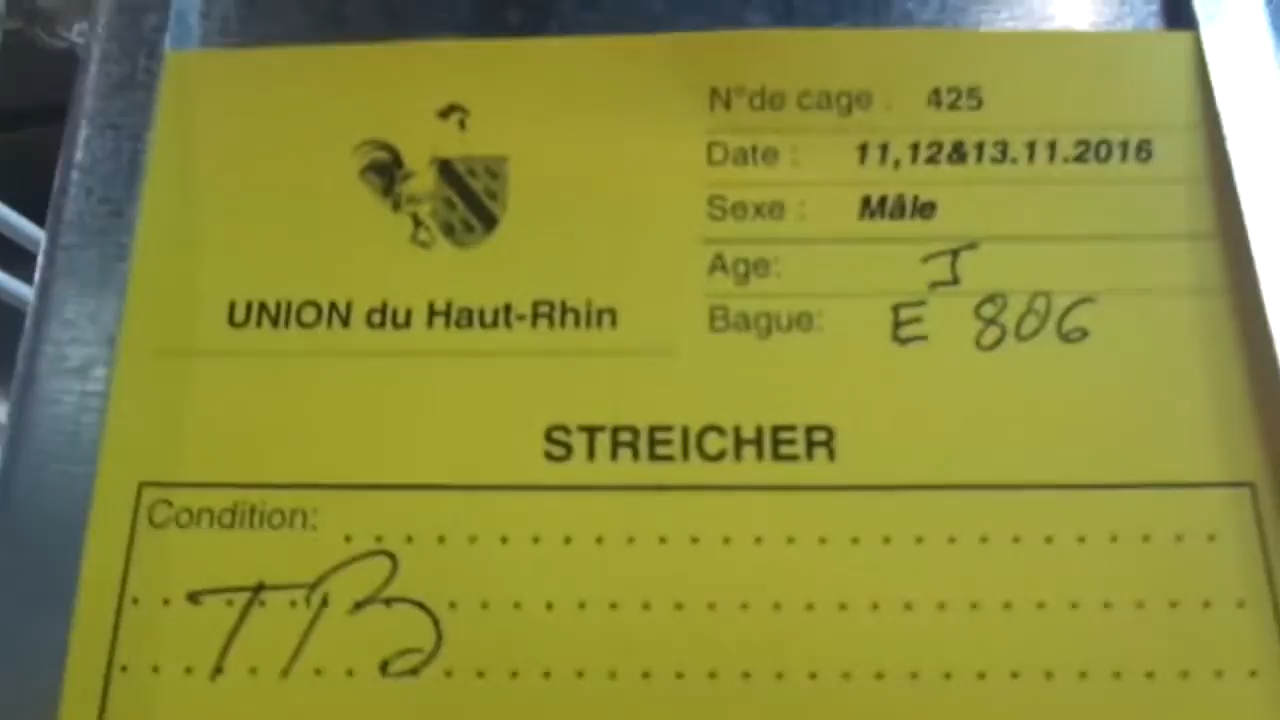 N°de cage : 425
Date : 11,12&13.11.2016
Sexe : Mâle
Age: J
Bague: E 806
UNION du Haut-Rhin
STREICHER
Condition:
TB